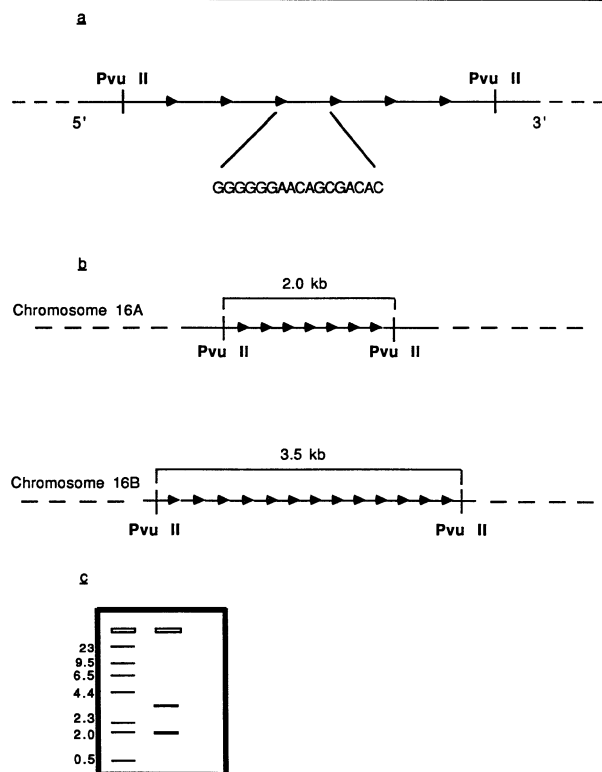 a
Pvu II Pvu II
5' 3'
GGGGGGAACAGCGACAC
b
2.0 kb
Chromosome 16A
Pvu II Pvu II
3.5 kb
Chromosome 16B
Pvu II Pvu II
c
23
9.5
6.5
4.4
2.3
2.0
0.5